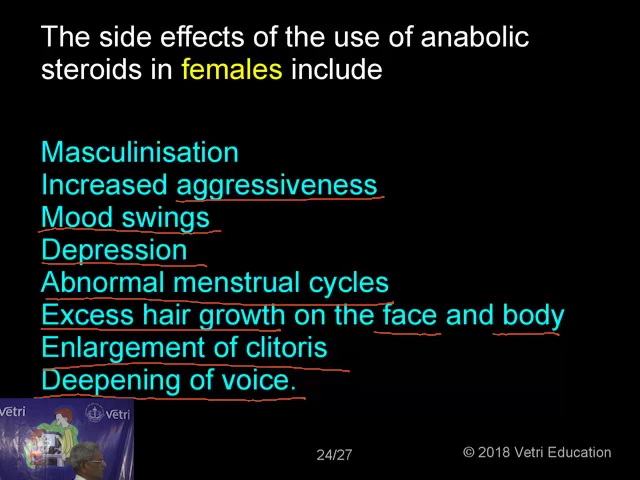 The side effects of the use of anabolic
steroids in females include
Masculinisation
Increased aggressiveness
Mood swings
Depression
Abnormal menstrual cycles
Excess hair growth on the face and body
Enlargement of clitoris
Deepening of voice.
Vetri
Vetri
24/27
© 2018 Vetri Education